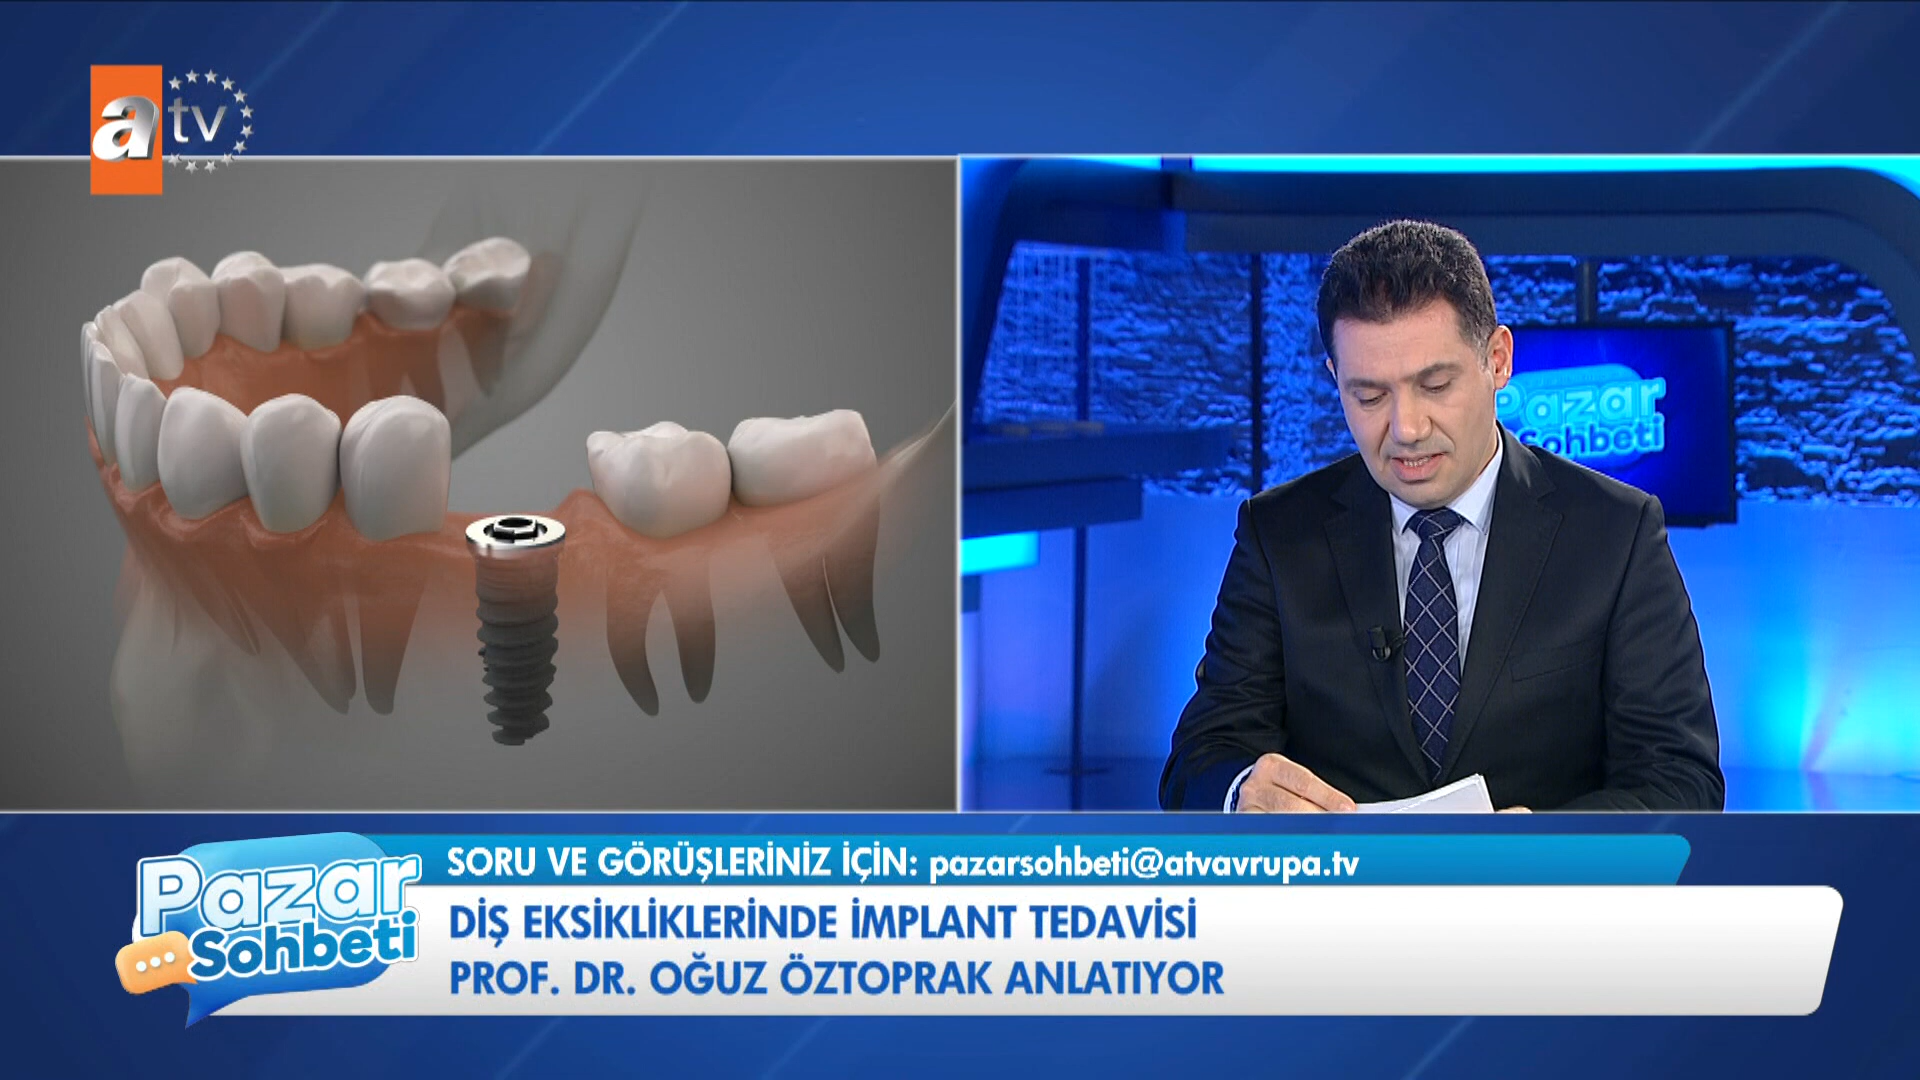 atv
Pazar
Sohbeti
SORU VE GÖRÜŞLERİNİZ İÇİN: pazarsohbeti@atvavrupa.tv
Pazar
Sohbeti
DİŞ EKSİKLİKLERİNDE İMPLANT TEDAVİSİ
PROF. DR. OĞUZ ÖZTOPRAK ANLATIYOR